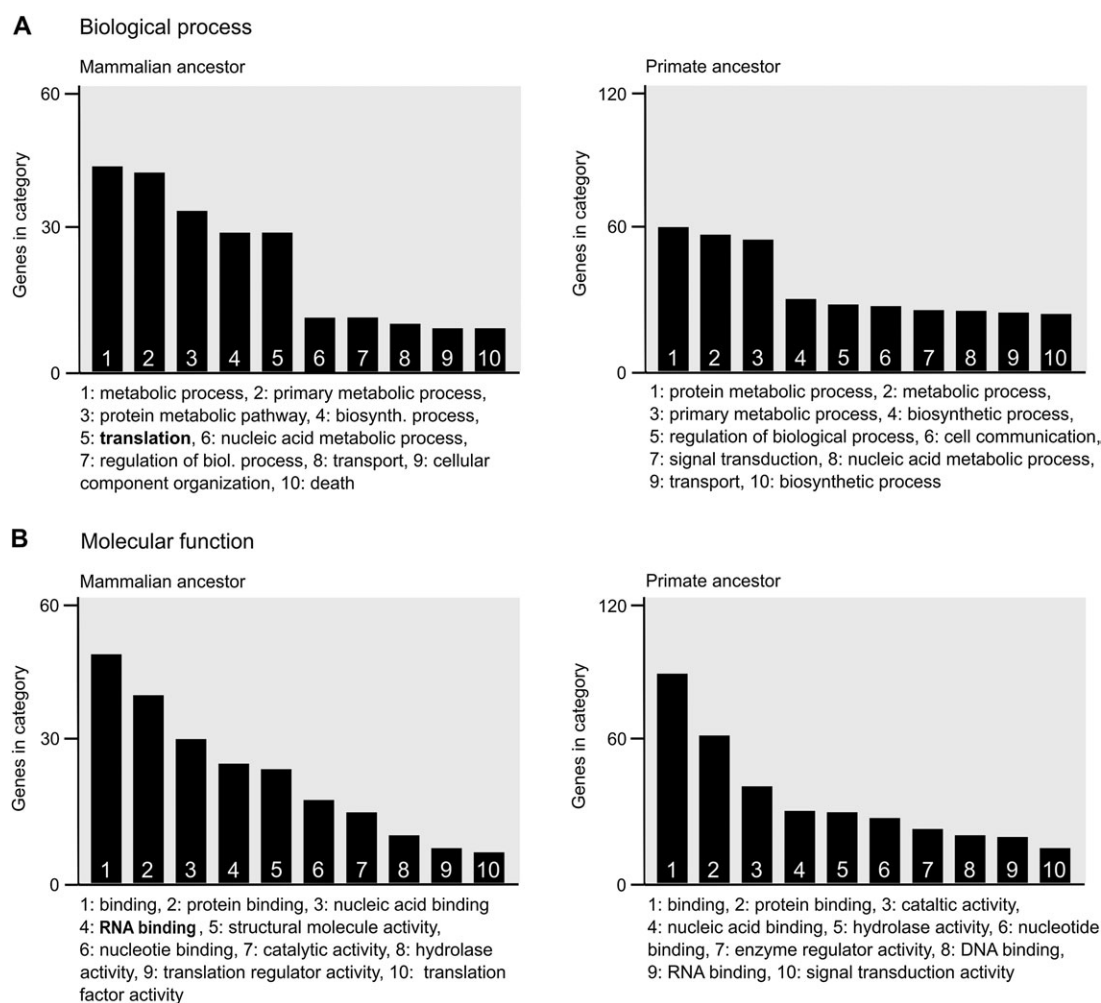 A Biological process
Mammalian ancestor
60
30
0
Genes in category
1 2 3 4 5 6 7 8 9 10
1: metabolic process, 2: primary metabolic process,
3: protein metabolic pathway, 4: biosynth. process,
5: translation, 6: nucleic acid metabolic process,
7: regulation of biol. process, 8: transport, 9: cellular
component organization, 10: death
Primate ancestor
120
60
0
Genes in category
1 2 3 4 5 6 7 8 9 10
1: protein metabolic process, 2: metabolic process,
3: primary metabolic process, 4: biosynthetic process,
5: regulation of biological process, 6: cell communication,
7: signal transduction, 8: nucleic acid metabolic process,
9: transport, 10: biosynthetic process
B Molecular function
Mammalian ancestor
60
30
0
Genes in category
1 2 3 4 5 6 7 8 9 10
1: binding, 2: protein binding, 3: nucleic acid binding
4: RNA binding , 5: structural molecule activity,
6: nucleotie binding, 7: catalytic activity, 8: hydrolase
activity, 9: translation regulator activity, 10: translation
factor activity
Primate ancestor
120
60
0
Genes in category
1 2 3 4 5 6 7 8 9 10
1: binding, 2: protein binding, 3: cataltic activity,
4: nucleic acid binding, 5: hydrolase activity, 6: nucleotide
binding, 7: enzyme regulator activity, 8: DNA binding,
9: RNA binding, 10: signal transduction activity